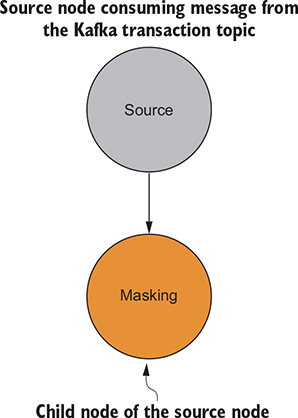 Source node consuming message from
the Kafka transaction topic
Source
Masking
Child node of the source node